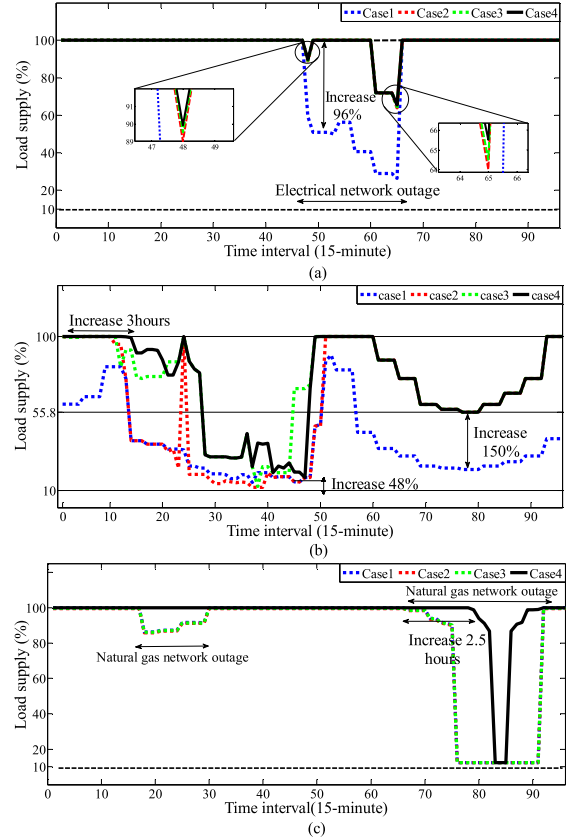 Case1 Case2 Case3 Case4
Load supply (%)
100
80
60
40
20
10
91
90
89
47 48 49
Increase
96%
66
65
64
64 65 66
Electrical network outage
0 10 20 30 40 50 60 70 80 90
Time interval (15-minute)
(a)
case1 case2 case3 case4
Load supply (%)
100
55.8
10
Increase 3hours
Increase
150%
Increase 48%
0 10 20 30 40 50 60 70 80 90
Time interval (15-minute)
(b)
Case1 Case2 Case3 Case4
Natural gas network outage
Load supply (%)
100
80
60
40
20
10
Natural gas network outage
Increase 2.5
hours
0 10 20 30 40 50 60 70 80 90
Time interval(15-minute)
(c)